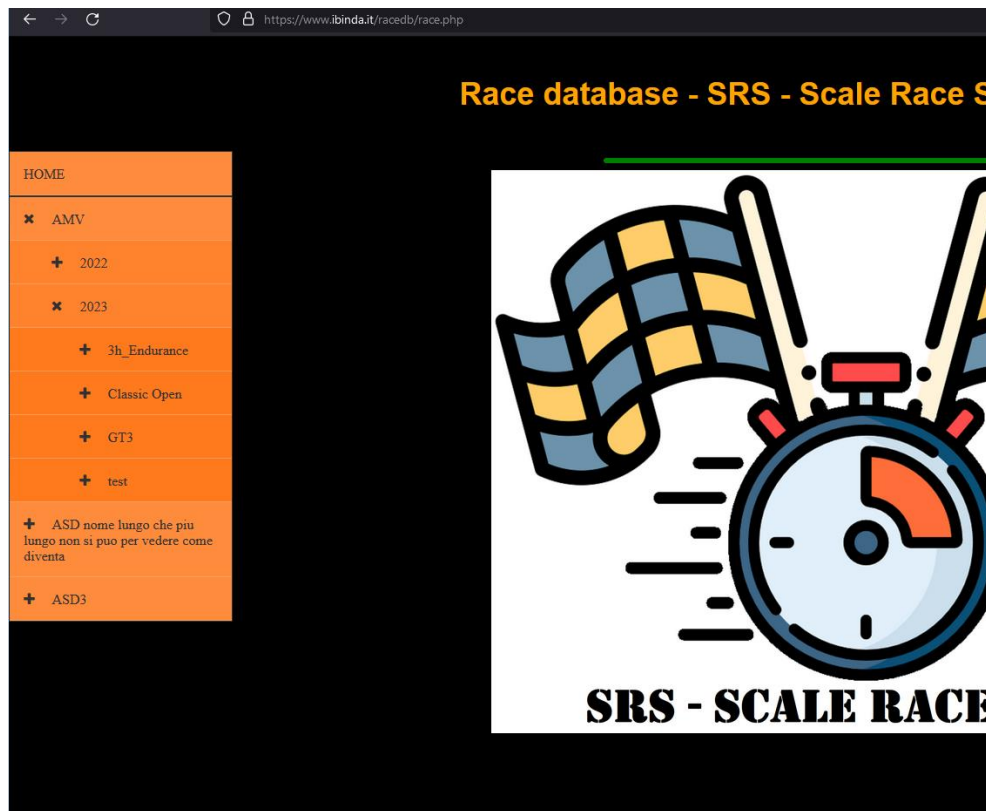 https://www.ibinda.it/racedb/race.php
Race database - SRS - Scale Race S
HOME
AMV
2022
2023
3h_Endurance
Classic Open
GT3
test
ASD nome lungo che piu
lungo non si puo per vedere come
diventa
ASD3
SRS - SCALE RACE